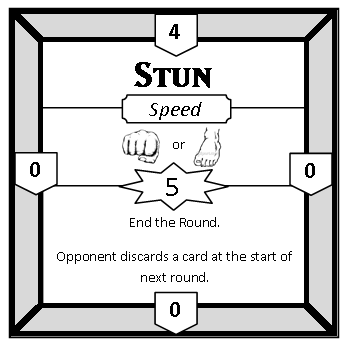 4
STUN
Speed
or
0
0
5
End the Round.
Opponent discards a card at the start of
next round.
0